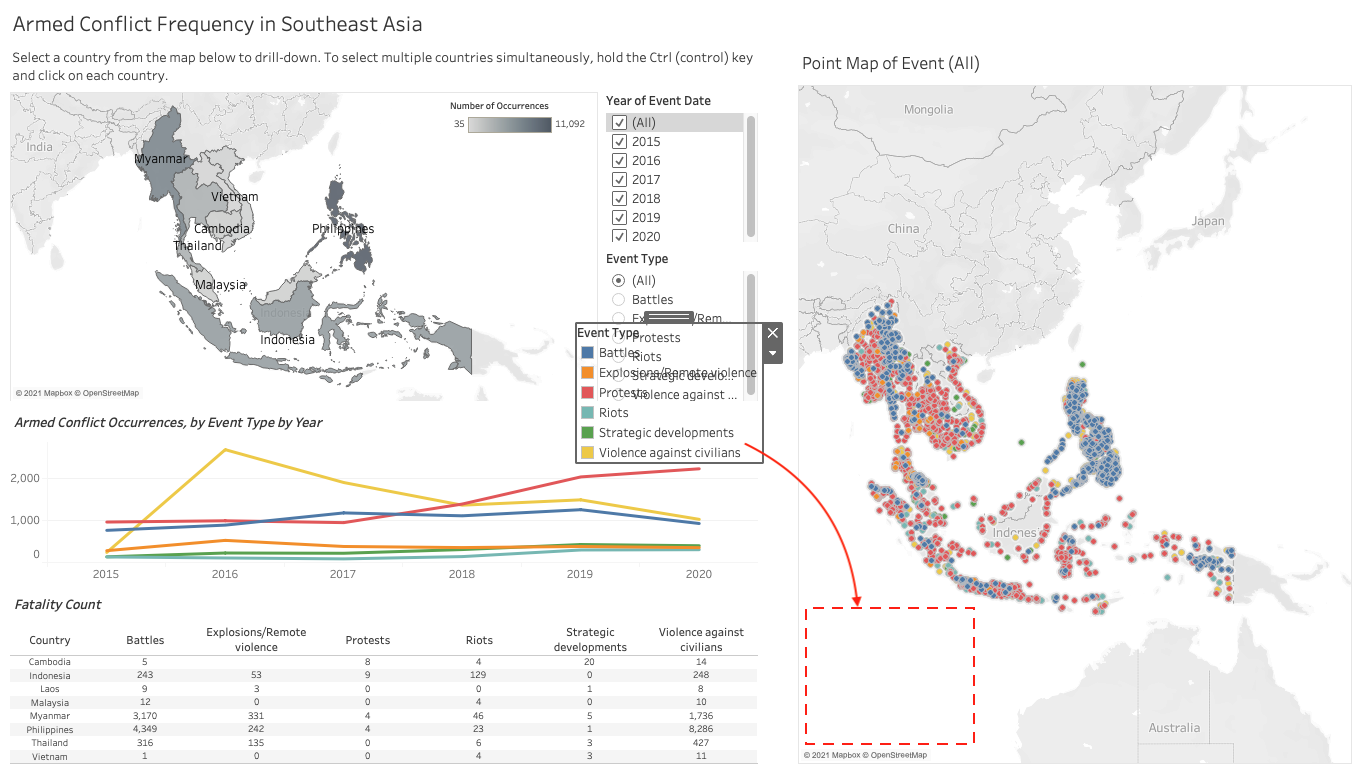 Armed Conflict Frequency in Southeast Asia
Select a country from the map below to drill-down. To select multiple countries simultaneously, hold the Ctrl (control) key
and click on each country.
Number of Occurrences
35 11,092
India
Myanmar
Vietnam
Cambodia
Philippines
Thailand
Malaysia
Indonesia
Indonesia
© 2021 Mapbox © OpenStreetMap
Year of Event Date
(All)
2015
2016
2017
2018
2019
2020
Event Type
(All)
Battles
Protests
Riots
Strategic develo...
Violence against ...
Event Type
Battles
Explosions/Remote violence
Protests
Riots
Strategic developments
Violence against civilians
Armed Conflict Occurrences, by Event Type by Year
2,000
1,000
0
2015 2016 2017 2018 2019 2020
Fatality Count
Country Battles Explosions/Remote violence Protests Riots Strategic developments Violence against civilians
Cambodia 5 8 4 20 14
Indonesia 243 53 9 129 0 248
Laos 9 3 0 0 1 8
Malaysia 12 0 0 4 0 10
Myanmar 3,170 331 4 46 5 1,736
Philippines 4,349 242 4 23 1 8,286
Thailand 316 135 0 6 3 427
Vietnam 1 0 0 4 3 11
Point Map of Event (All)
Mongolia
China
Japan
Indones
Australia
© 2021 Mapbox © OpenStreetMap